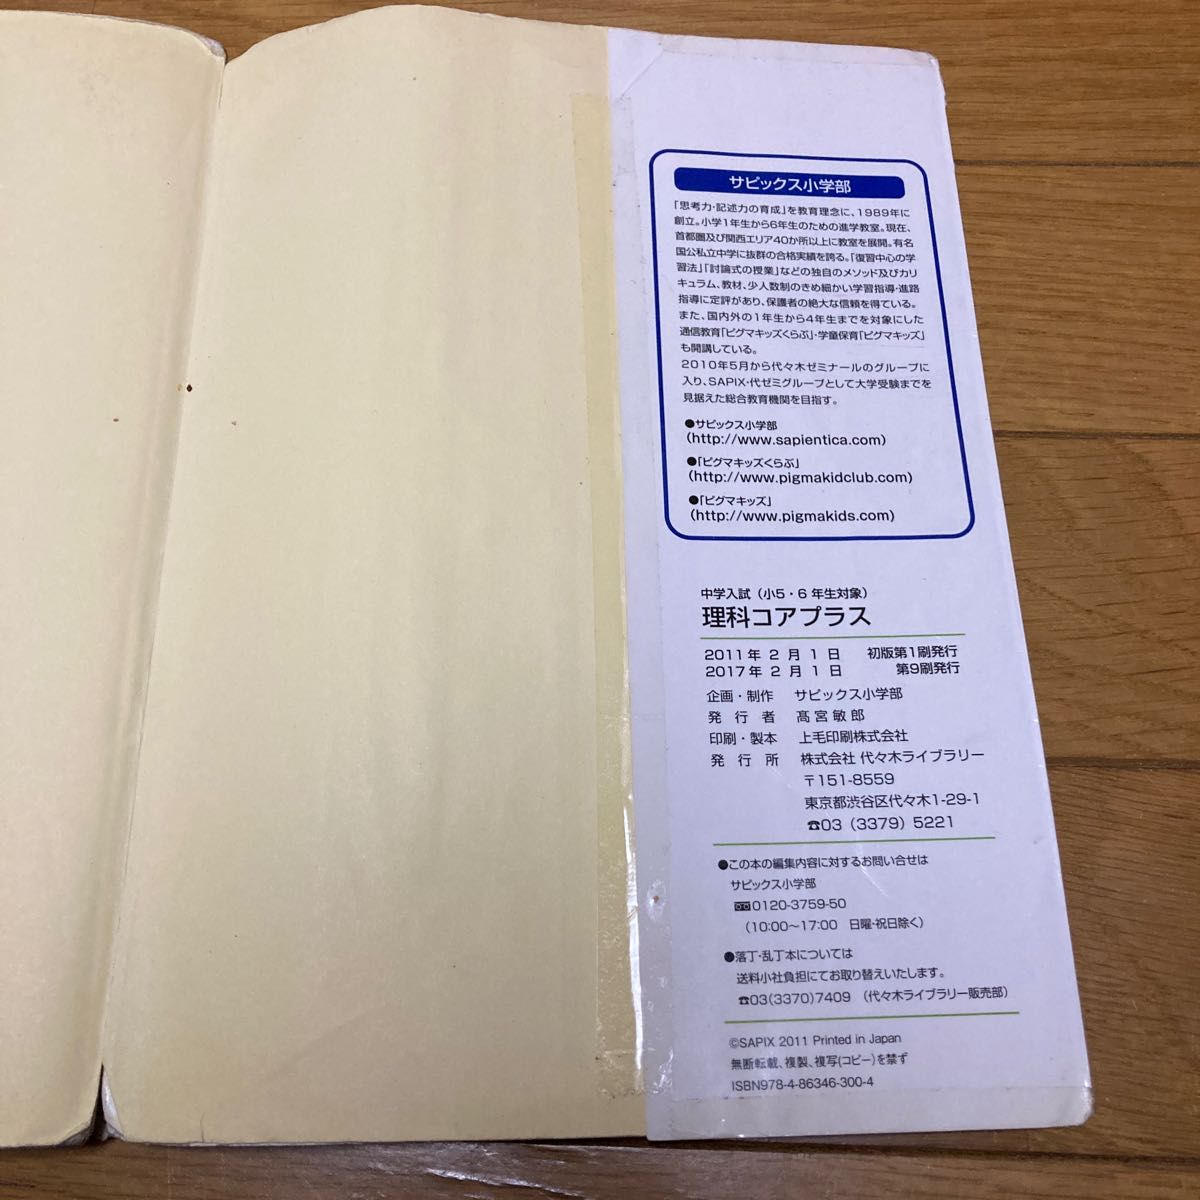 サピックス小学部
「思考力・記述力の育成」を教育理念に、1989年に
創立。小学1年生から6年生のための進学教室。現在、
首都圏及び関西エリア40か所以上に教室を展開。有名
国公私立中学に抜群の合格実績を誇る。「復習中心の学
習法」「討論式の授業」などの独自のメソッド及びカリ
キュラム、教材、少人数制のきめ細かい学習指導・進路
指導に定評があり、保護者の絶大な信頼を得ている。
また、国内外の1年生から4年生までを対象にした
通信教育「ピグマキッズくらぶ」・学童保育「ピグマキッズ」
も開講している。
2010年5月から代々木ゼミナールのグループに
入り、SAPIX・代ゼミグループとして大学受験までを
見据えた総合教育機関を目指す。
●サピックス小学部
(http://www.sapientica.com)
●「ピグマキッズくらぶ」
(http://www.pigmakidclub.com)
●「ピグマキッズ」
(http://www.pigmakids.com)
中学入試（小5・6年生対象）
理科コアプラス
2011年 2月 1日 初版第1刷発行
2017年 2月 1日 第9刷発行
企画・制作 サピックス小学部
発行者 髙宮敏郎
印刷・製本 上毛印刷株式会社
発行所 株式会社 代々木ライブラリー
〒151-8559
東京都渋谷区代々木1-29-1
☎03（3379）5221
●この本の編集内容に対するお問い合せは
サピックス小学部
0120-3759-50
（10:00～17:00 日曜・祝日除く）
●落丁・乱丁本については
送料小社負担にてお取り替えいたします。
☎03(3370)7409 （代々木ライブラリー販売部）
©SAPIX 2011 Printed in Japan
無断転載、複製、複写(コピー)を禁ず
ISBN978-4-86346-300-4